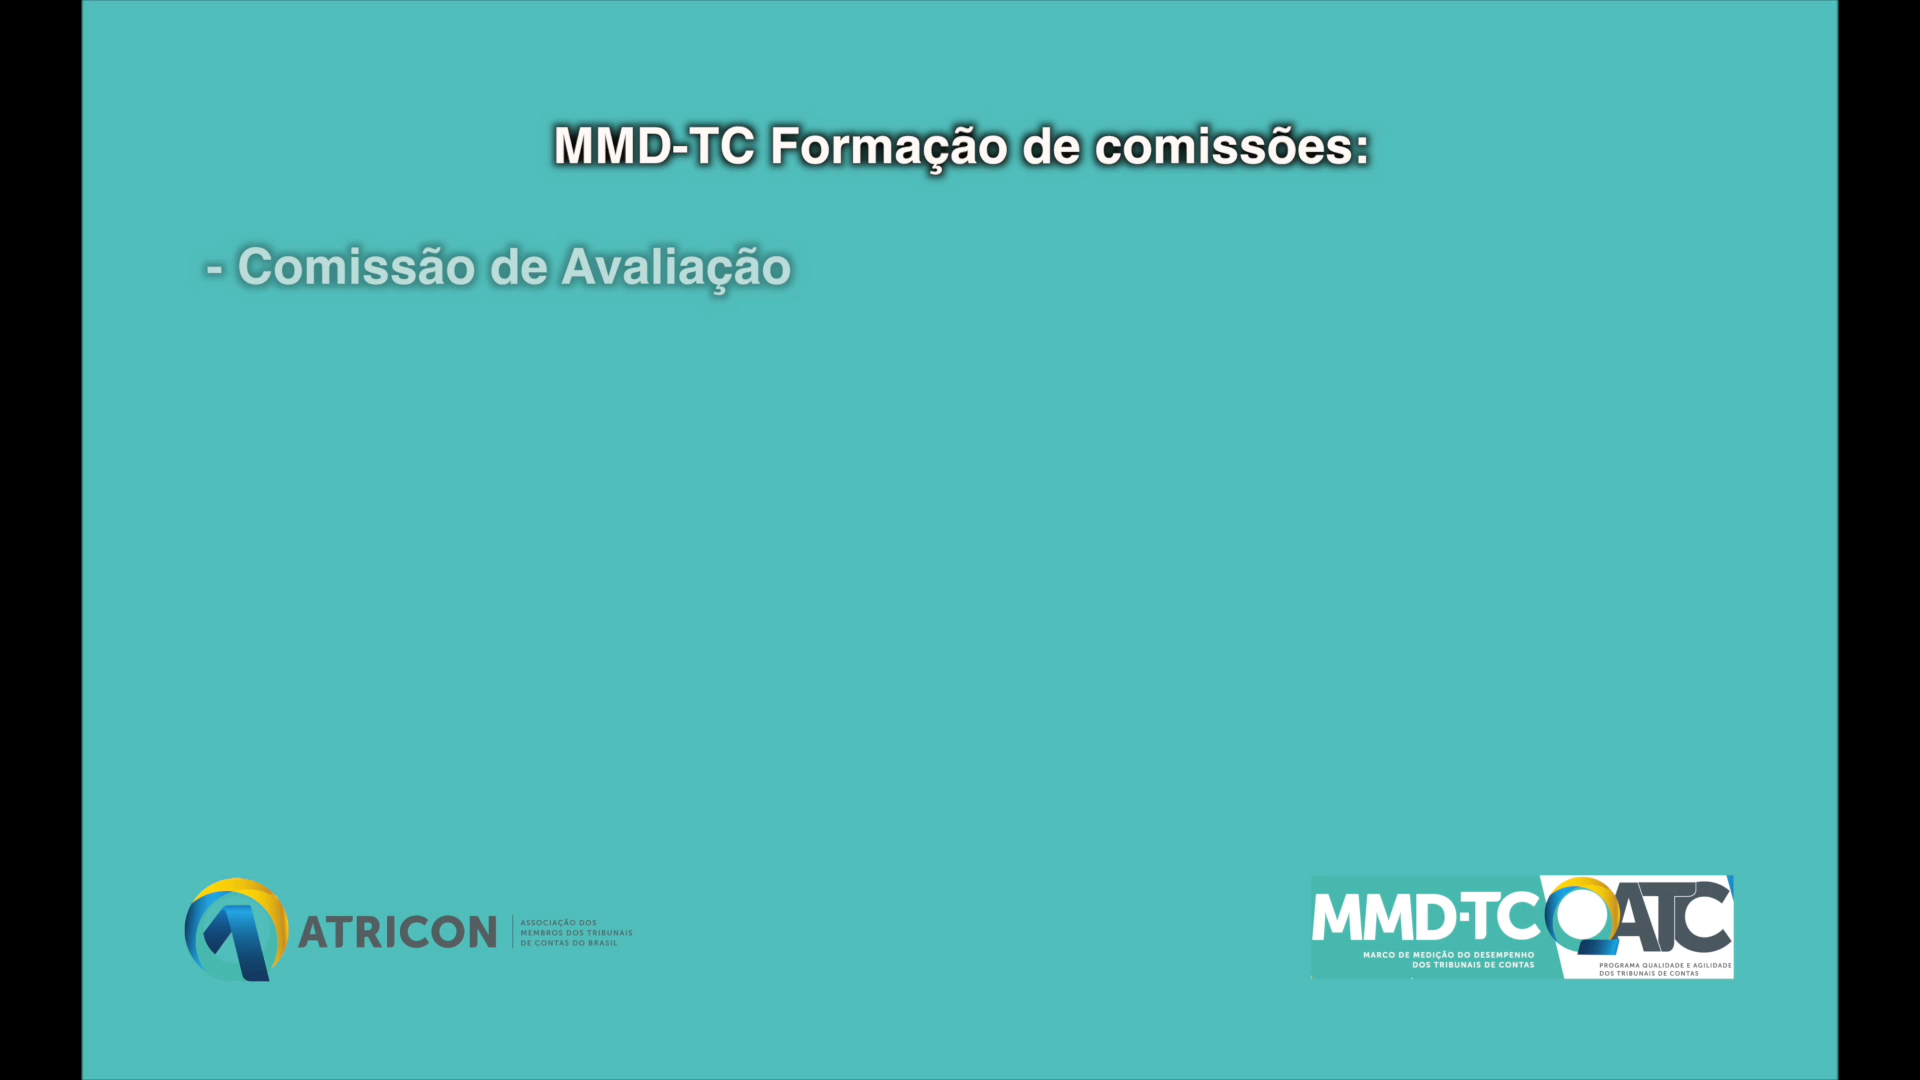 MMD-TC Formação de comissões:
- Comissão de Avaliação
ATRICON
ASSOCIAÇÃO DOS
MEMBROS DOS TRIBUNAIS
DE CONTAS DO BRASIL
MMD-TC
MARCO DE MEDIÇÃO DO DESEMPENHO
DOS TRIBUNAIS DE CONTAS
QATC
PROGRAMA QUALIDADE E AGILIDADE
DOS TRIBUNAIS DE CONTAS